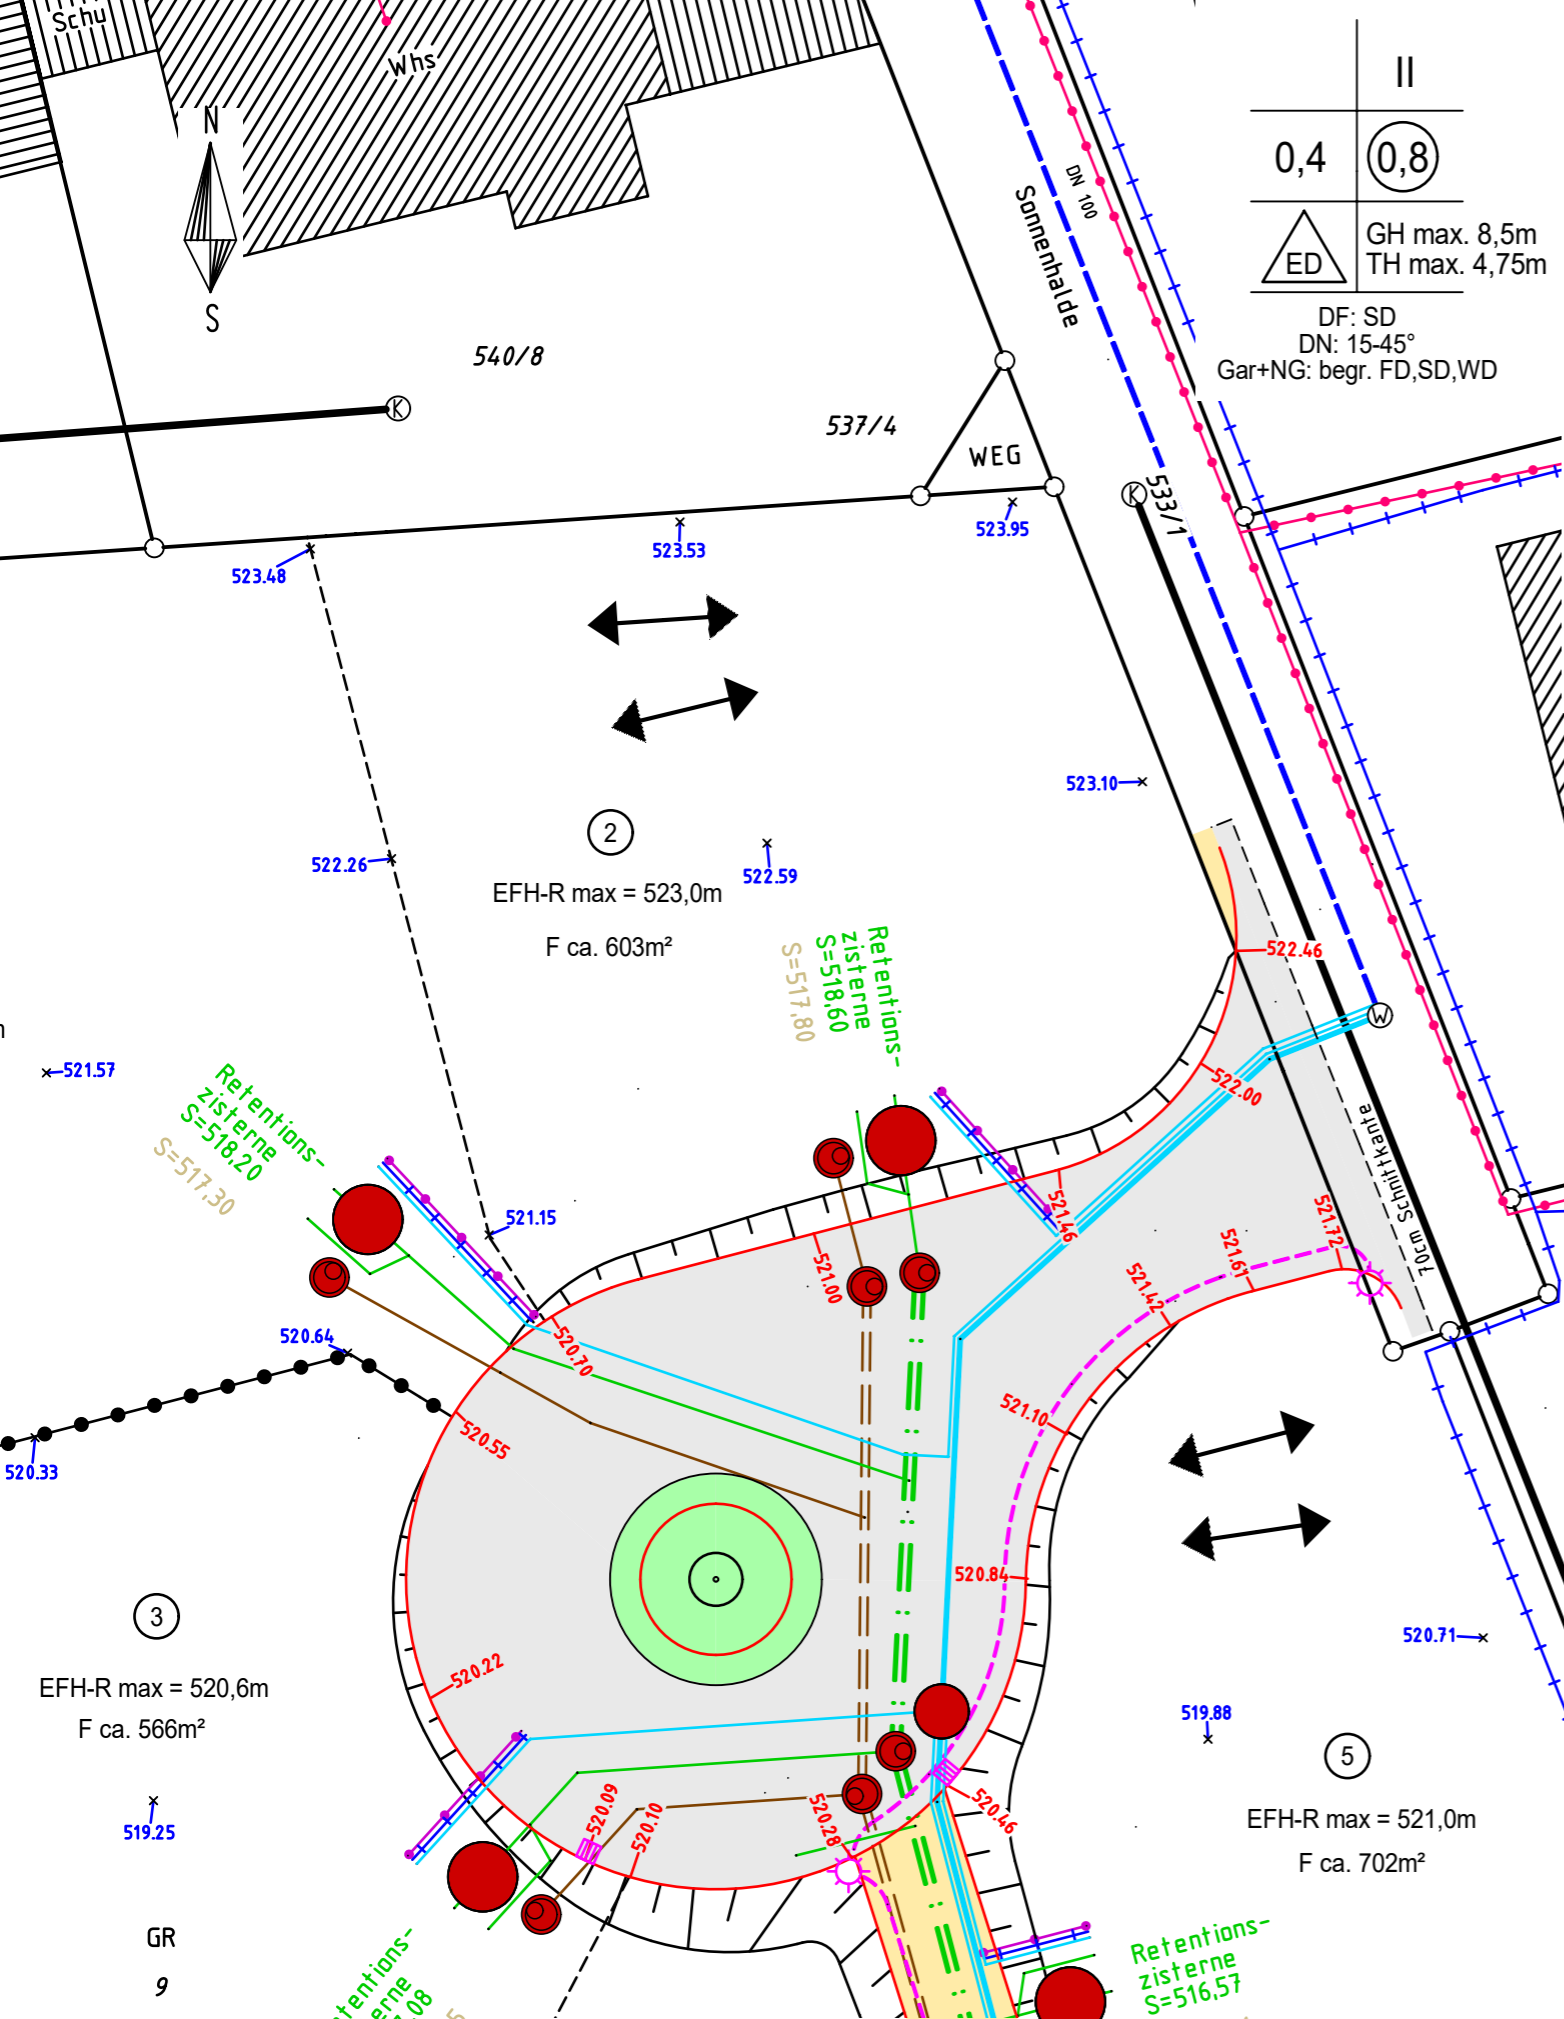 Schu
Whs
N
S
II
0,4
0,8
ED
GH max. 8,5m
TH max. 4,75m
DF: SD
DN: 15-45°
Gar+NG: begr. FD,SD,WD
DN 100
Sonnenhalde
540/8
537/4
WEG
K
K
533/1
523.48
523.53
523.95
523.10
2
EFH-R max = 523,0m
F ca. 603m²
522.26
522.59
522.46
W
Retentions-
zisterne
S=518,60
S=517,80
521.57
Retentions-
zisterne
S=518,20
S=517.30
522.00
70cm Schnittkante
521.15
521.46
521.00
521.72
521.61
521.42
520.64
520.70
520.55
521.10
520.33
520.84
3
EFH-R max = 520,6m
F ca. 566m²
520.22
520.71
519.88
5
EFH-R max = 521,0m
F ca. 702m²
519.25
520.09
520.10
520.28
520.46
GR
9
Retentions-
zisterne
S=516,57